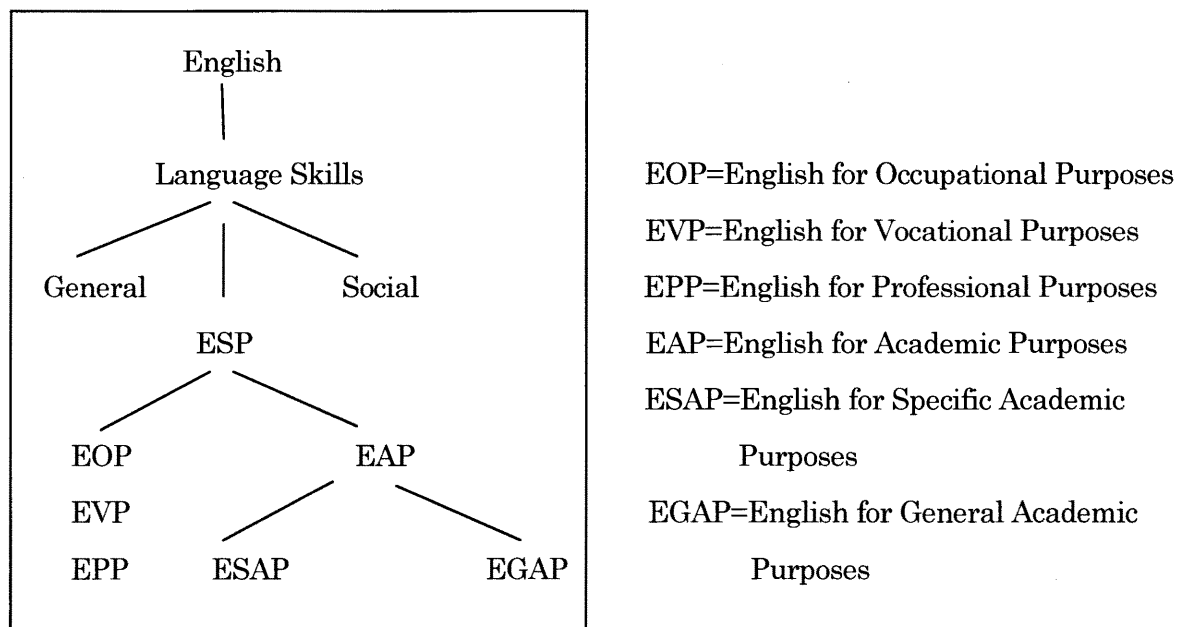 English
Language Skills
General
Social
ESP
EOP
EAP
EVP
EPP
ESAP
EGAP
EOP=English for Occupational Purposes
EVP=English for Vocational Purposes
EPP=English for Professional Purposes
EAP=English for Academic Purposes
ESAP=English for Specific Academic
Purposes
EGAP=English for General Academic
Purposes